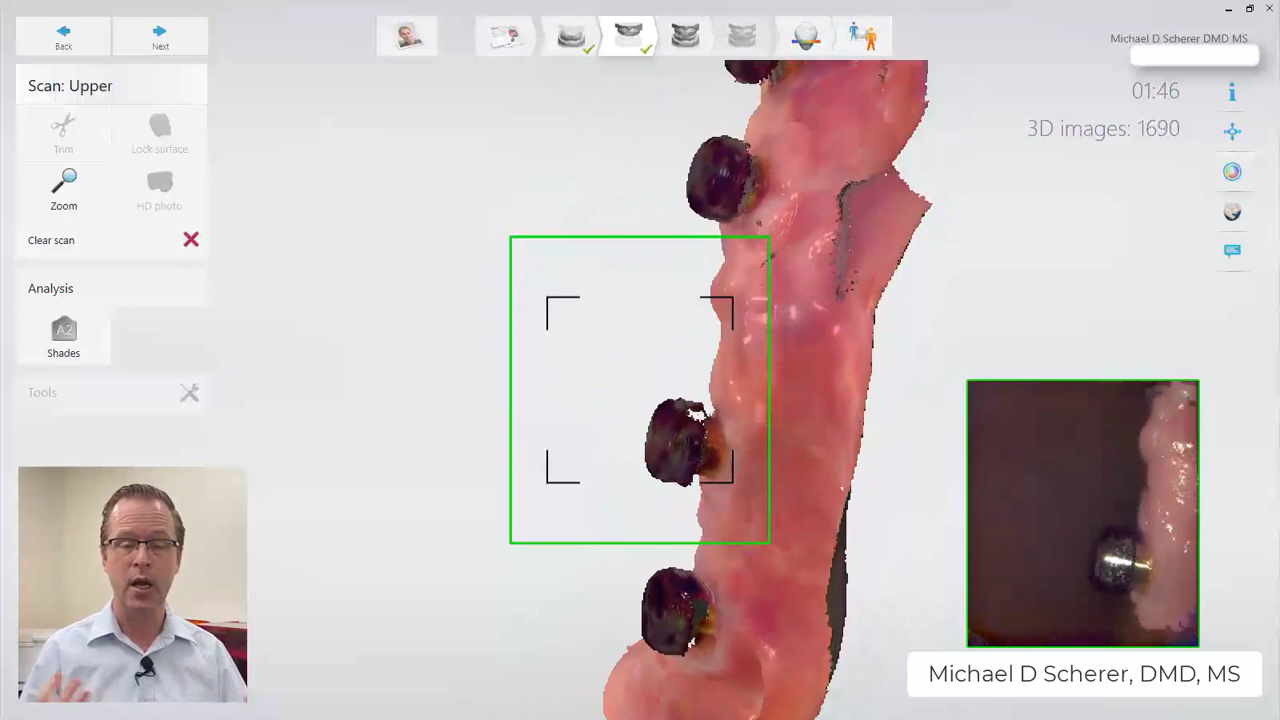 Back
Next
Michael D Scherer DMD MS
Scan: Upper
01:46
3D images: 1690
Trim
Lock surface
Zoom
HD photo
Clear scan
Analysis
A2
Shades
Tools
Michael D Scherer, DMD, MS